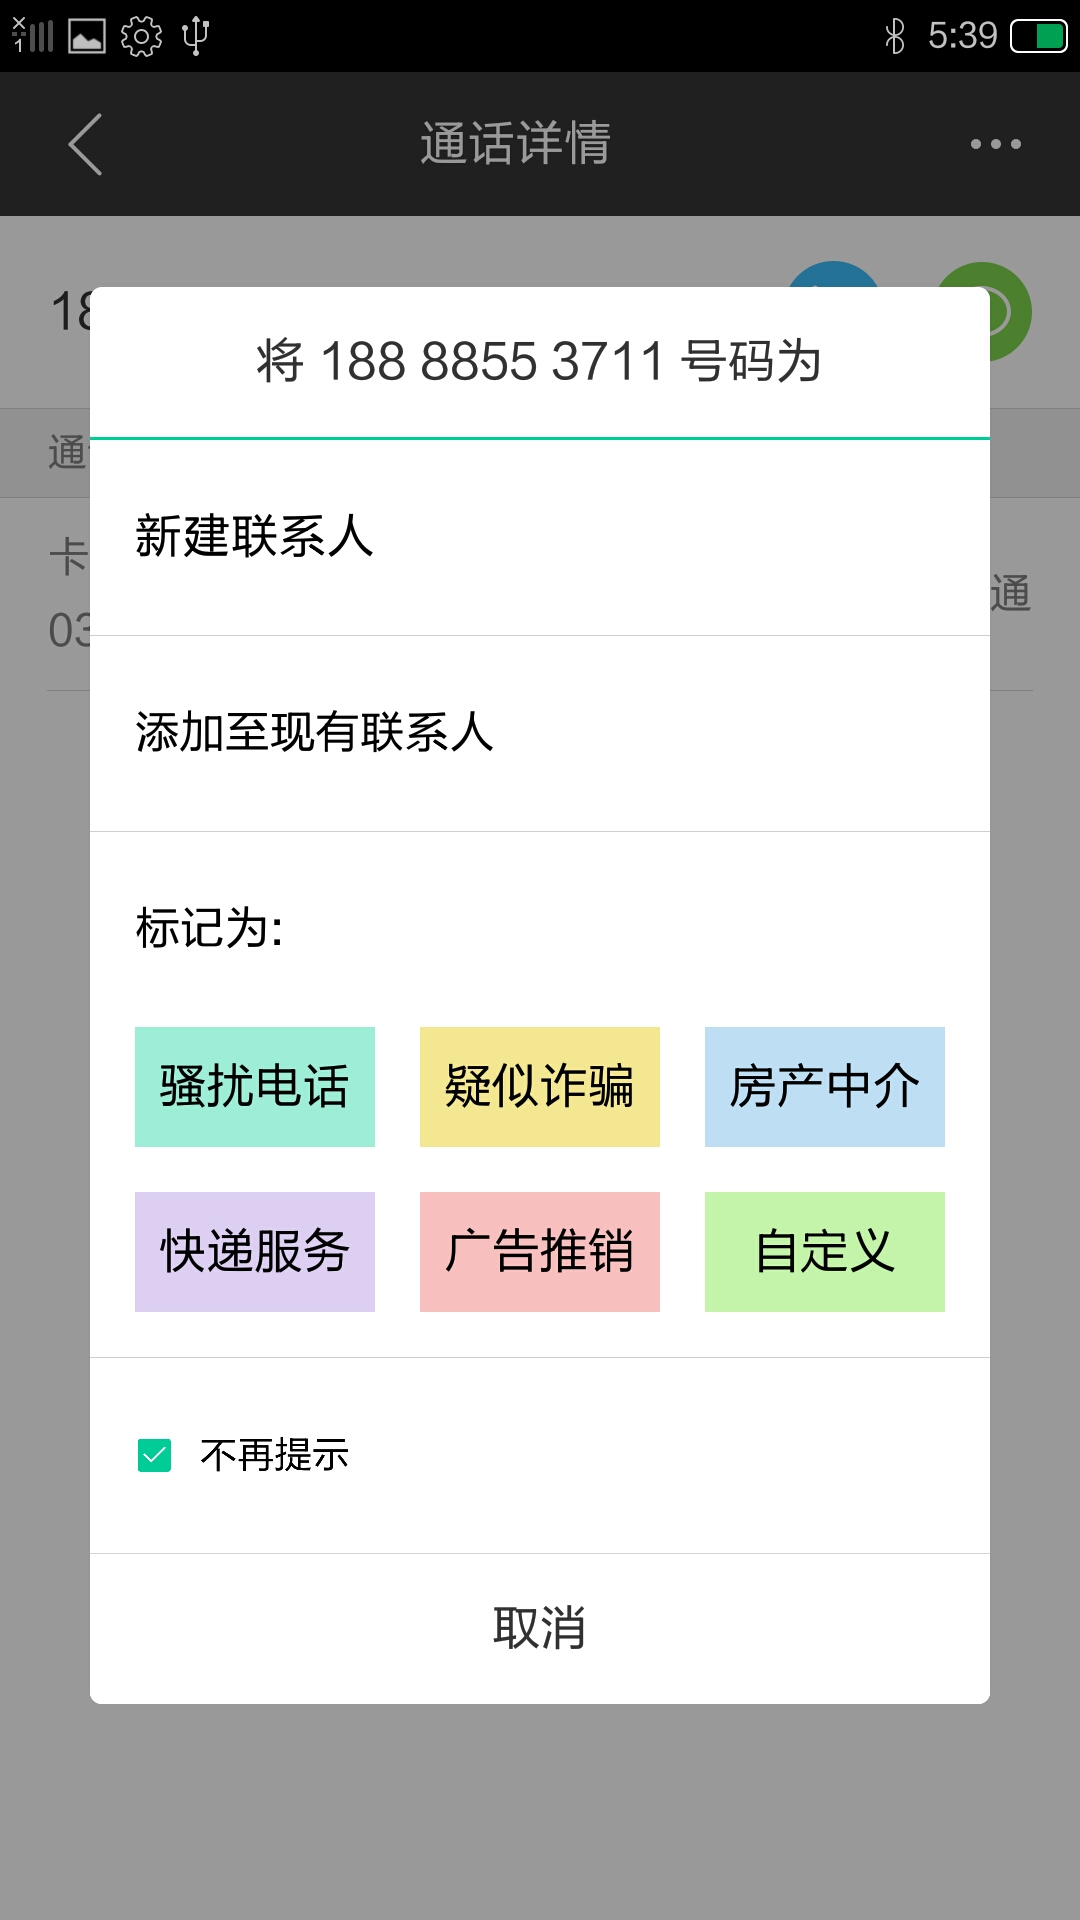 1
5:39
通话详情
18
将 188 8855 3711 号码为
通
新建联系人
卡
03
通
添加至现有联系人
标记为:
骚扰电话 疑似诈骗 房产中介
快递服务 广告推销 自定义
不再提示
取消